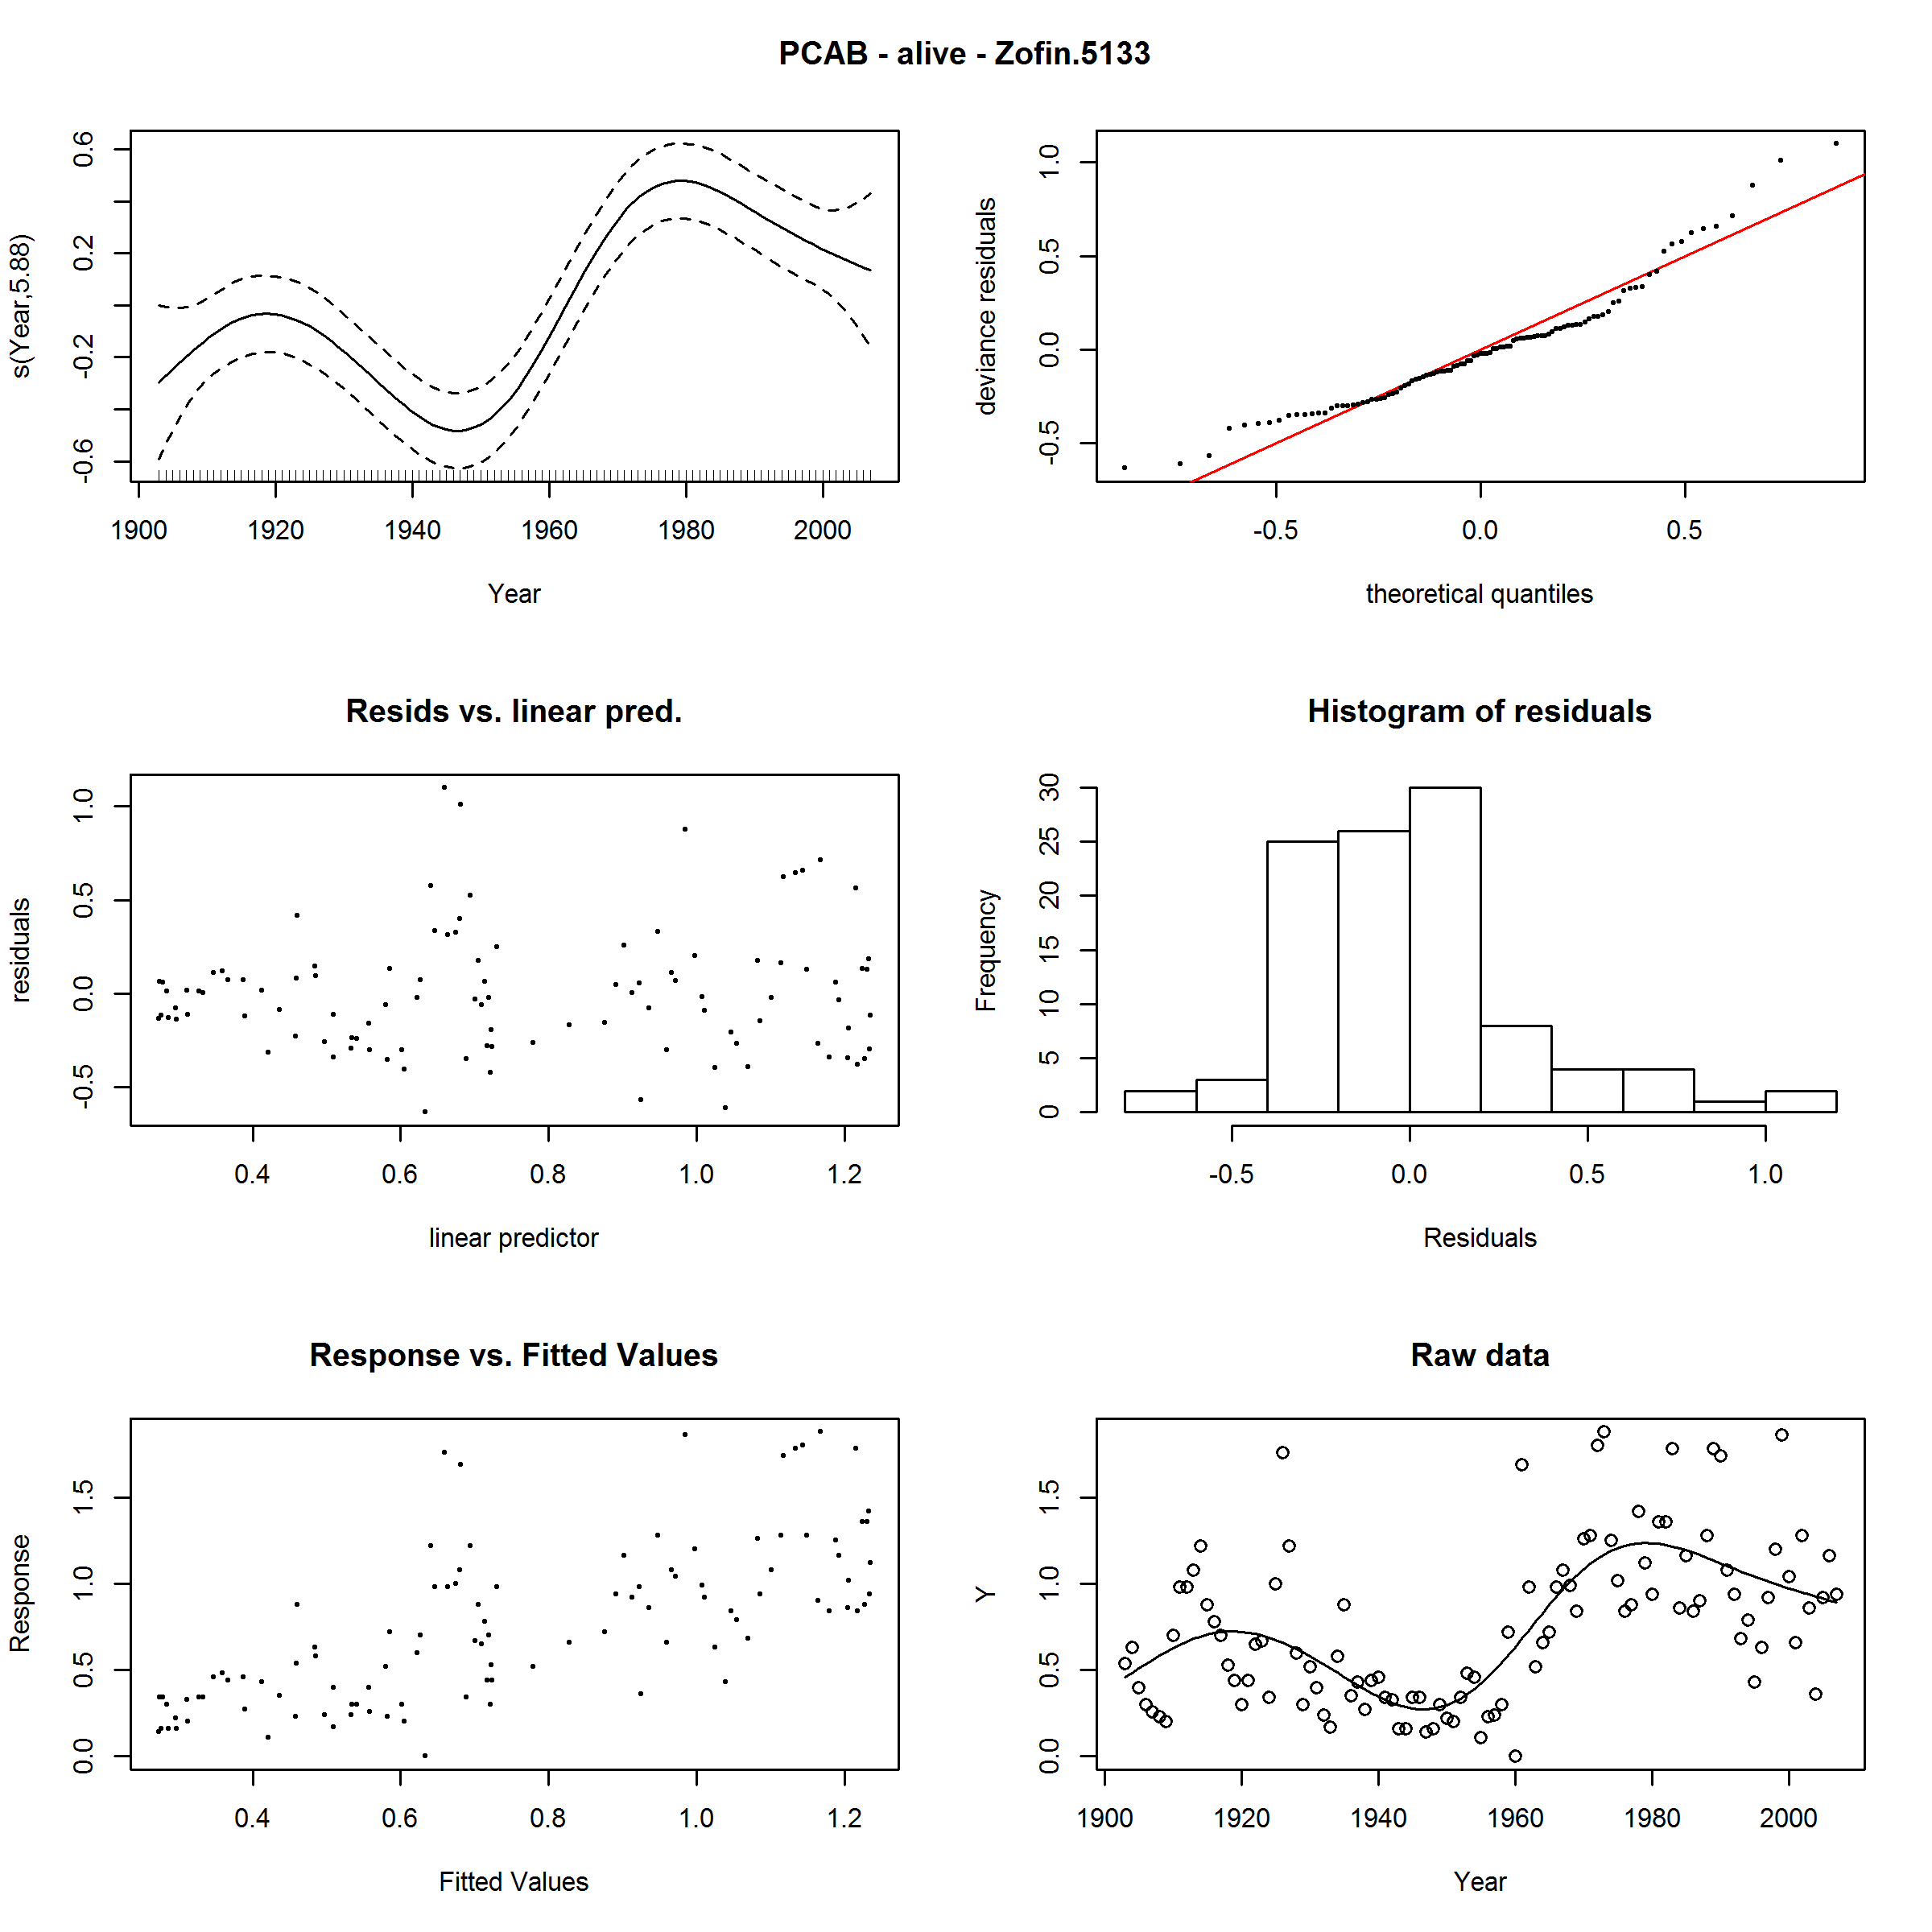 PCAB - alive - Zofin.5133
s(Year,5.88)
-0.6 -0.2 0.2 0.6
1900 1920 1940 1960 1980 2000
Year
deviance residuals
-0.5 0.0 0.5 1.0
-0.5 0.0 0.5
theoretical quantiles
Resids vs. linear pred.
residuals
-0.5 0.0 0.5 1.0
0.4 0.6 0.8 1.0 1.2
linear predictor
Histogram of residuals
Frequency
0 5 10 15 20 25 30
-0.5 0.0 0.5 1.0
Residuals
Response vs. Fitted Values
Response
0.0 0.5 1.0 1.5
0.4 0.6 0.8 1.0 1.2
Fitted Values
Raw data
Y
0.0 0.5 1.0 1.5
1900 1920 1940 1960 1980 2000
Year